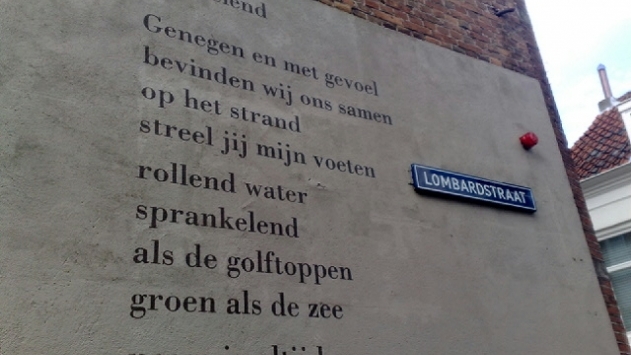 Genegen en met gevoel
bevinden wij ons samen
op het strand
streel jij mijn voeten
rollend water
sprankelend
als de golftoppen
groen als de zee
LOMBARDSTRAAT